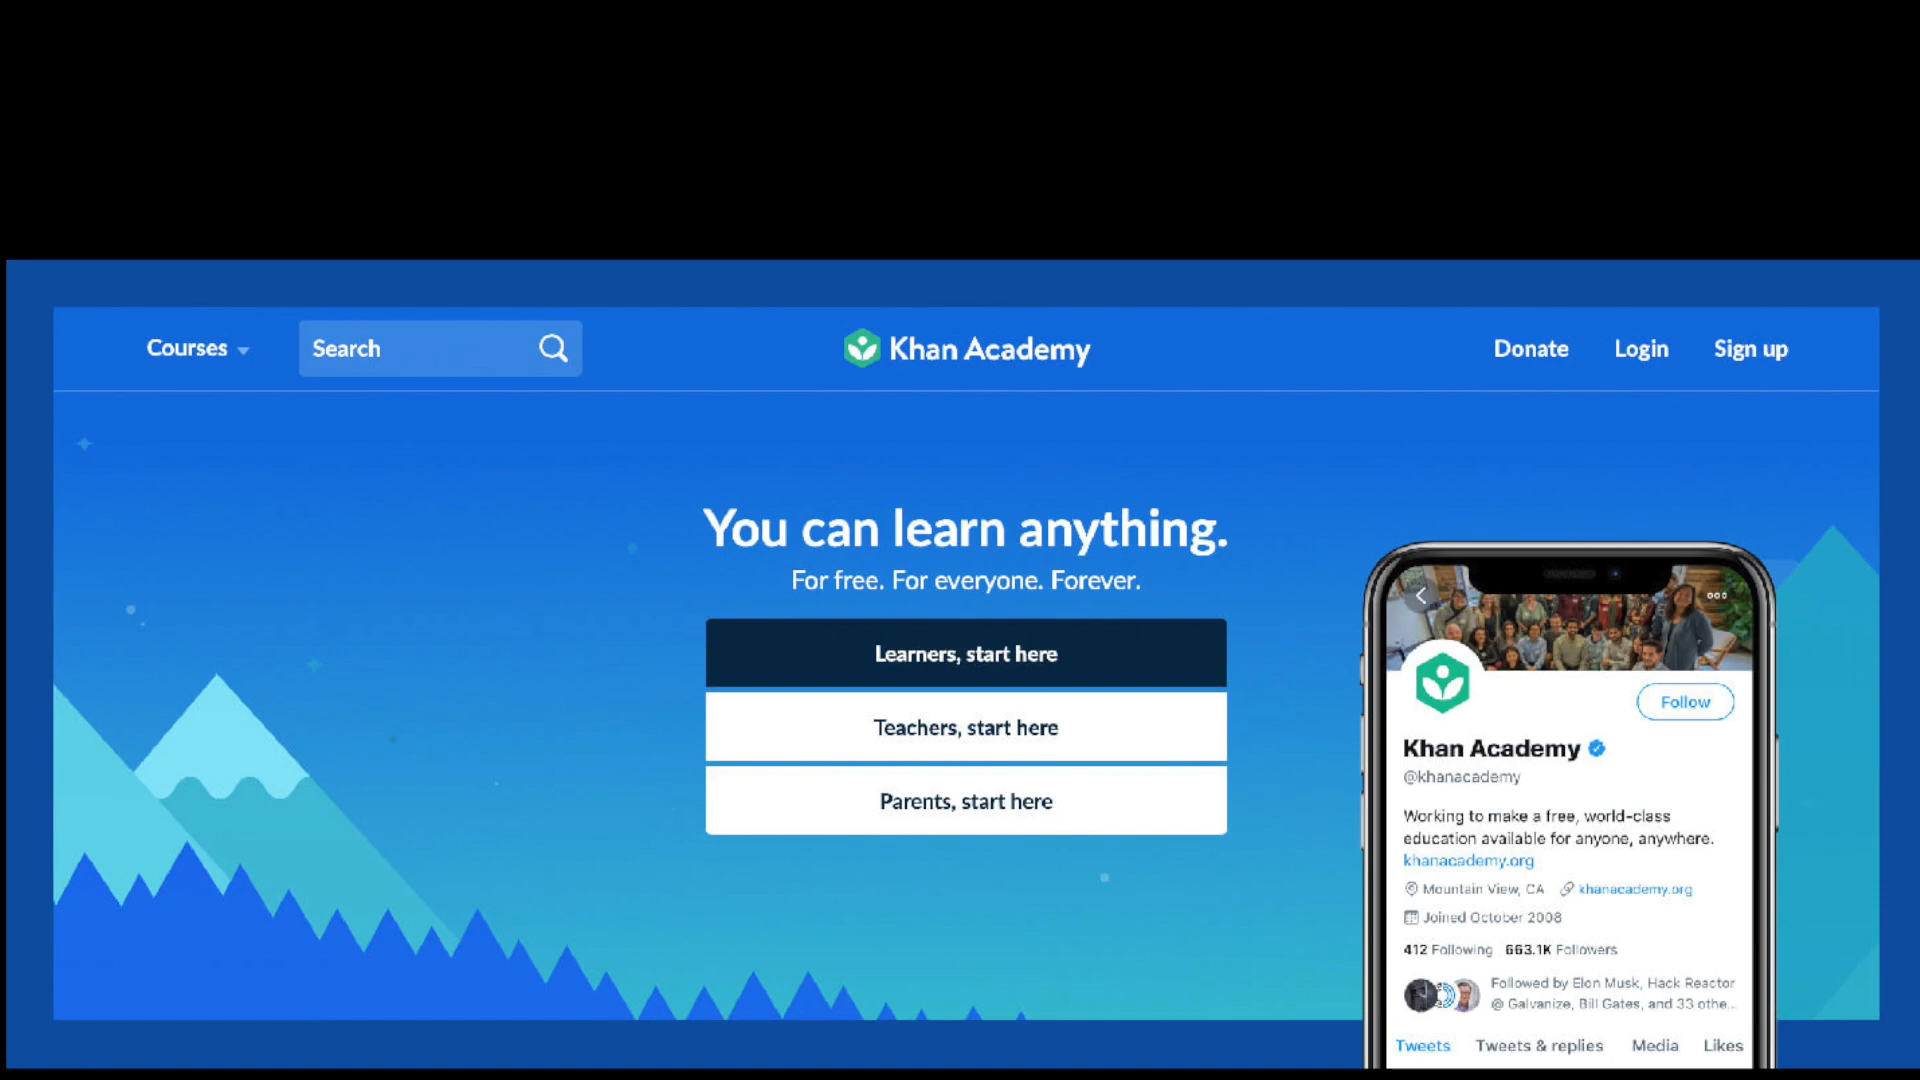 Courses
Search
Khan Academy
Donate
Login
Sign up
You can learn anything.
For free. For everyone. Forever.
Learners, start here
Teachers, start here
Parents, start here
Follow
Khan Academy
@khanacademy
Working to make a free, world-class
education available for anyone, anywhere.
khanacademy.org
Mountain View, CA khanacademy.org
Joined October 2008
412 Following 663.1K Followers
Followed by Elon Musk, Hack Reactor
@ Galvanize, Bill Gates, and 33 othe...
Tweets Tweets & replies Media Likes